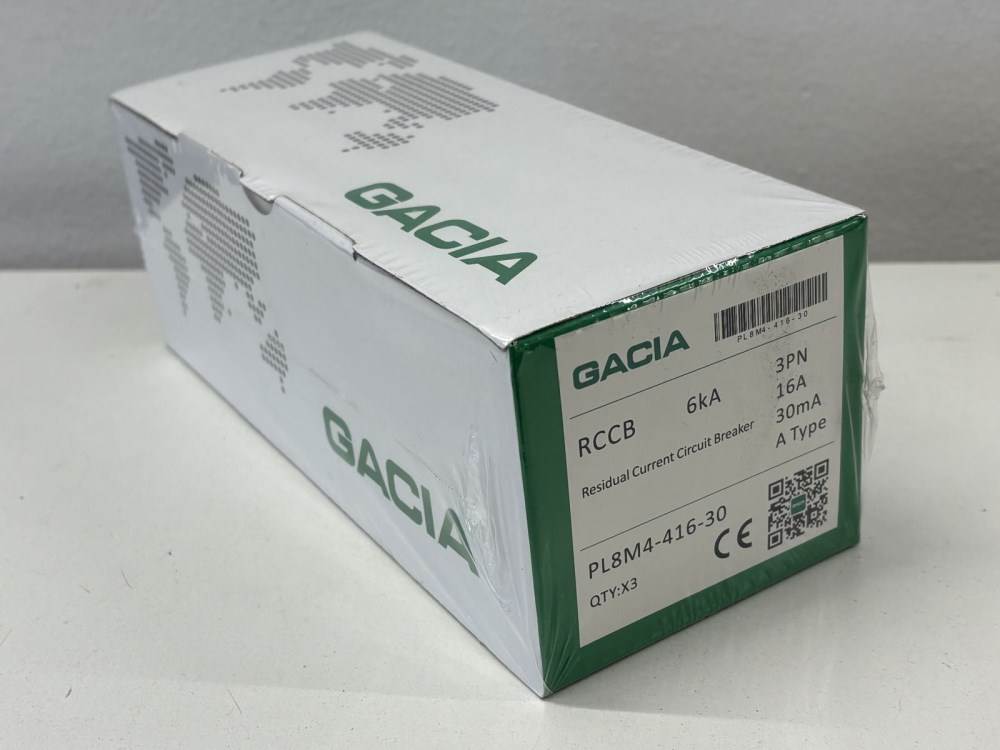 GACIA
GACIA
PL8M4-416-30
GACIA
3PN
RCCB 6kA 16A
30mA
Residual Current Circuit Breaker A Type
PL8M4-416-30
CE
QTY:X3